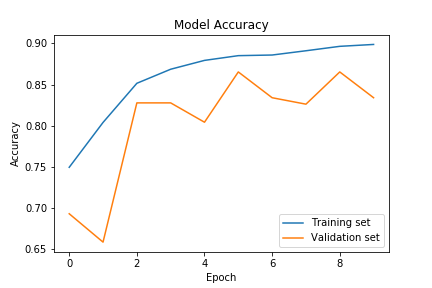 Model Accuracy
0.90
0.85
0.80
0.75
0.70
0.65
Accuracy
0 2 4 6 8
Epoch
Training set
Validation set